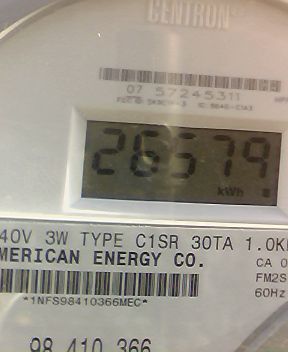 CENTRON
07 57245311
26579
kWh
40V 3W TYPE C1SR 30TA 1.0K
MERICAN ENERGY CO.
CA 0
FM2S
*1NFS98410366MEC*
60Hz
98 410 366